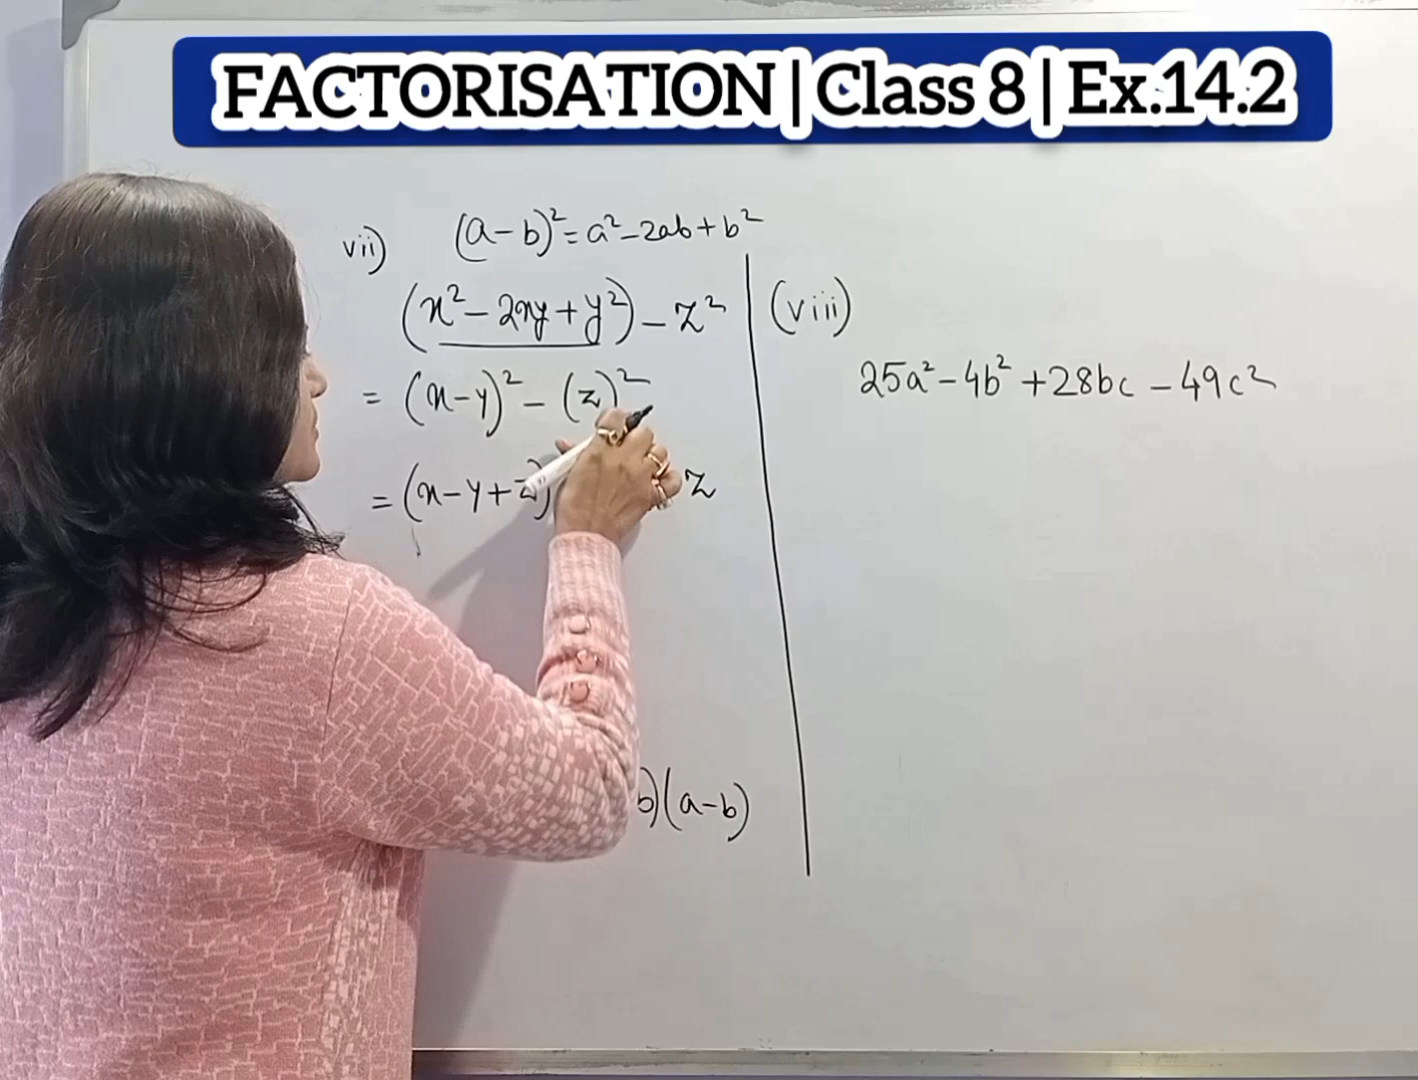 FACTORISATION | Class 8 | Ex.14.2
vii) (a-b)² = a² - 2ab + b²
(x² - 2xy + y²) - z²
= (x-y)² - (z)²
= (x-y+z) z
b)(a-b)
(viii)
25a² - 4b² + 28bc - 49c²